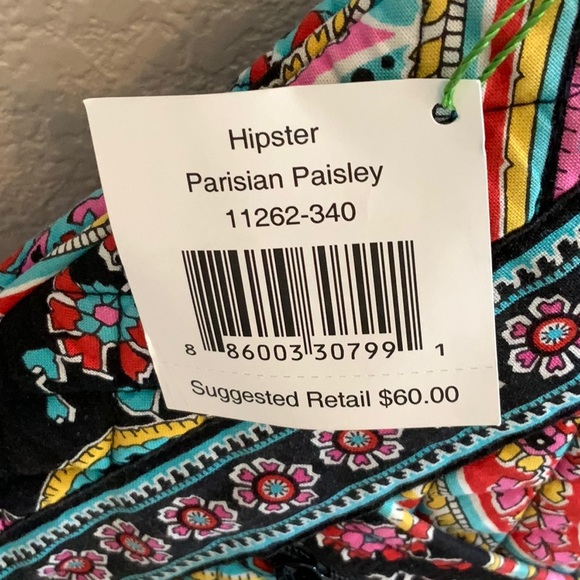 Hipster
Parisian Paisley
11262-340
8 86003 30799 1
Suggested Retail $60.00